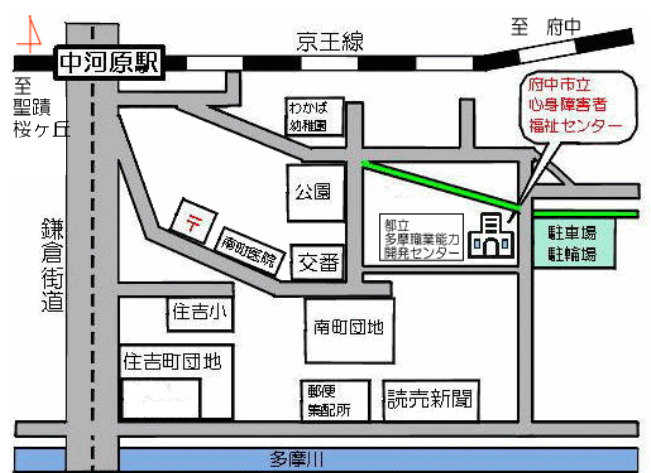 京王線
至 府中
中河原駅
至
聖蹟
桜ヶ丘
府中市立
心身障害者
福祉センター
わかば
幼稚園
公園
〒
南町医院
交番
都立
多摩職業能力
開発センター
駐車場
駐輪場
鎌倉街道
住吉小
南町団地
住吉町団地
郵便
集配所
読売新聞
多摩川